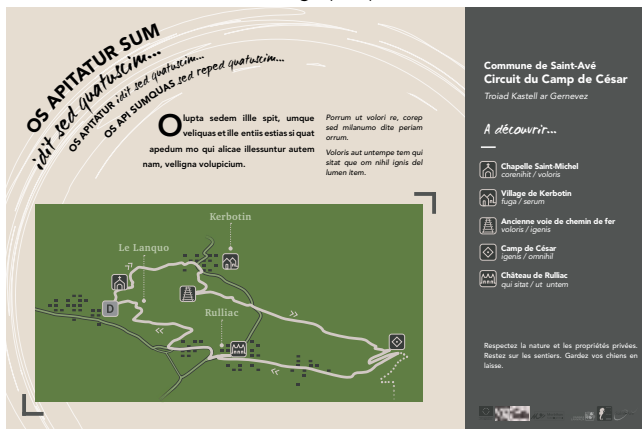 OS APITATUR SUM
idit sed quatuscim...
OS APITATUR idit sed quatuscim...
OS API SUMQUAS sed reped quatuscim...
Olupta sedem illle spit, umque
veliquas et ille entiis estias si quat
apedum mo qui alicae illessuntur autem
nam, velligna volupicium.
Porrum ut volori re, corep
sed milanumo dite periam
orrum.
Voloris aut untempe tem qui
sitat que om nihil ignis del
lumen item.
Kerbotin
Le Lanquo
D
Rulliac
Commune de Saint-Avé
Circuit du Camp de César
Troiad Kastell ar Gernevez
A découvrir...
Chapelle Saint-Michel
corenihit / voloris
Village de Kerbotin
fuga / serum
Ancienne voie de chemin de fer
voloris / igenis
Camp de César
igenis / omnihil
Château de Rulliac
qui sitat / ut untem
Respectez la nature et les propriétés privées.
Restez sur les sentiers. Gardez vos chiens en
laisse.